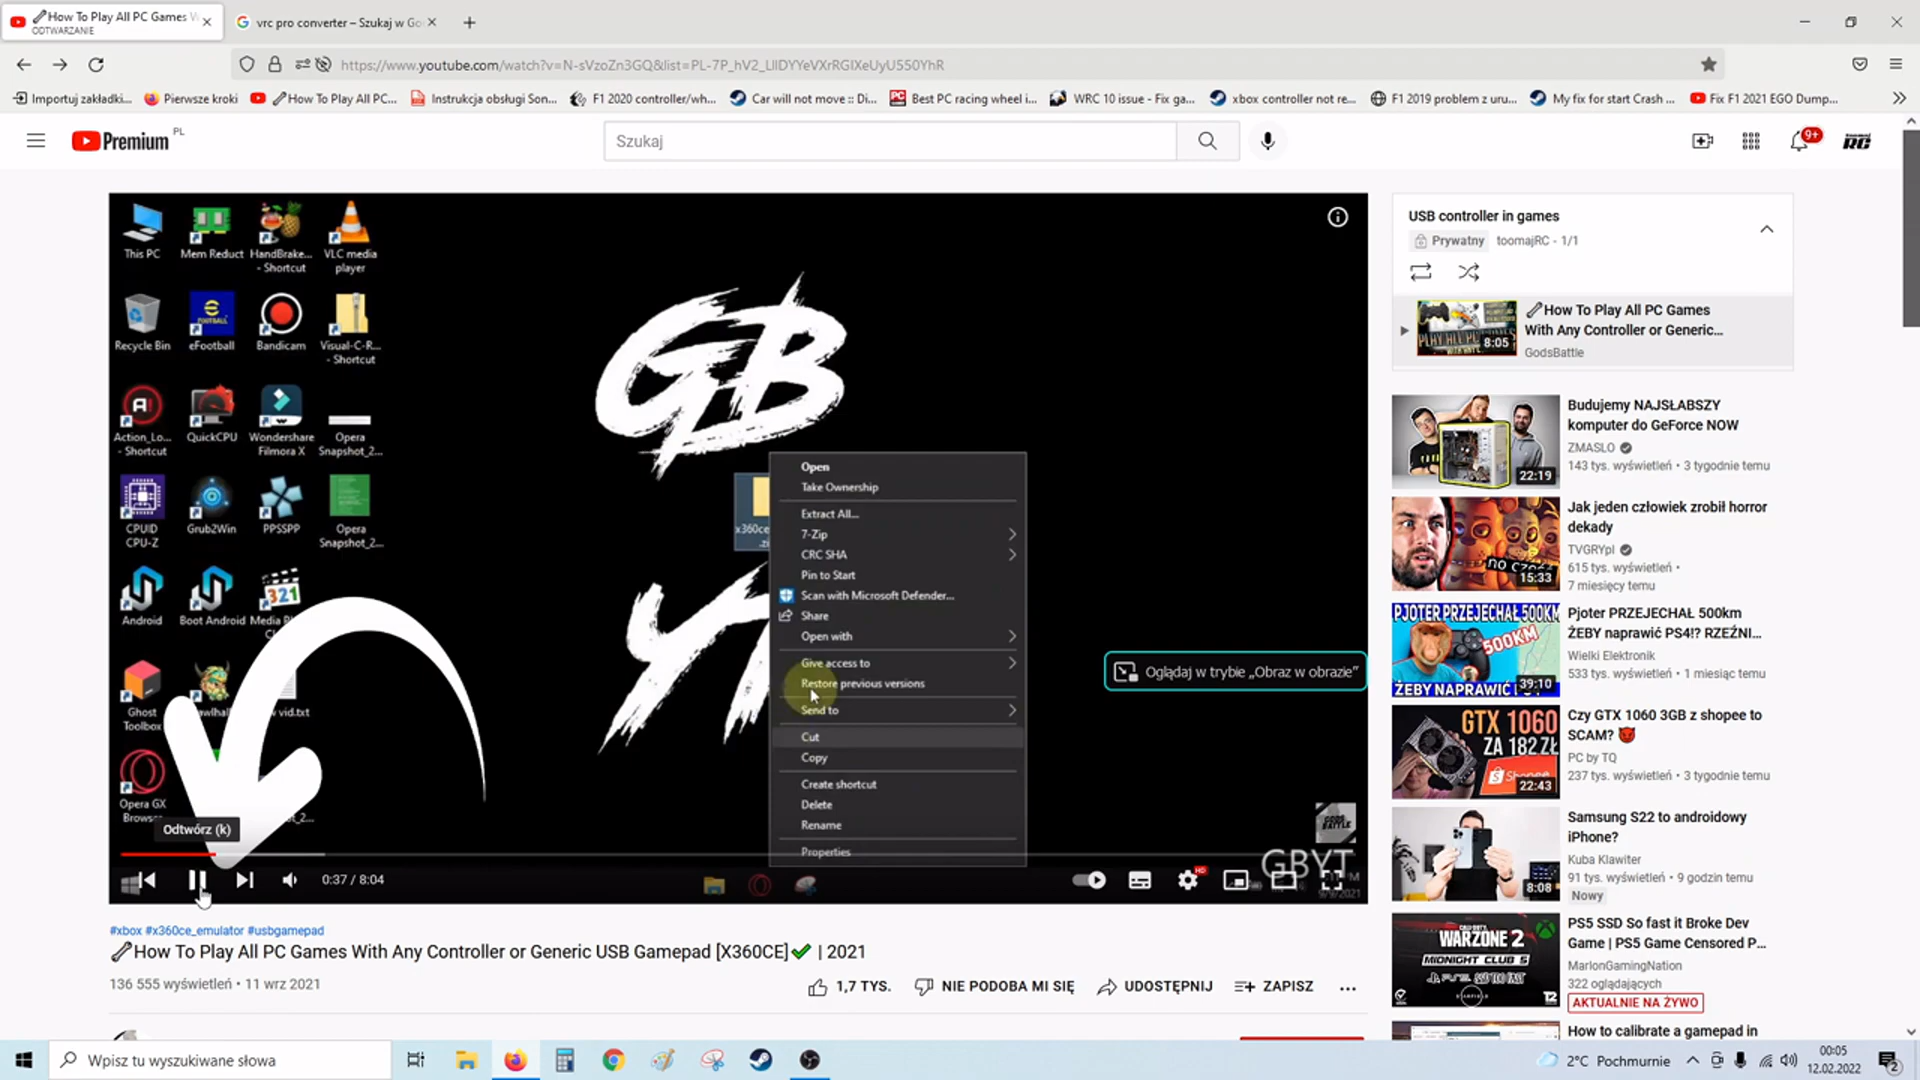 How To Play All PC Games W
ODTWARZANIE
vrc pro converter – Szukaj w Go
https://www.youtube.com/watch?v=N-sVzoZn3GQ&list=PL-7P_hV2_LlIDYYeVXrRGIXeUyU550YhR
Importuj zakładki...
Pierwsze kroki
How To Play All PC...
Instrukcja obsługi Son...
F1 2020 controller/wh...
Car will not move :: Di...
Best PC racing wheel i...
WRC 10 issue - Fix ga...
xbox controller not re...
F1 2019 problem z uru...
My fix for start Crash ...
Fix F1 2021 EGO Dump...
Premium PL
Szukaj
9+
RC
This PC
Mem Reduct
HandBrake... - Shortcut
VLC media player
Recycle Bin
eFootball
Bandicam
Visual-C-R... - Shortcut
Action_Lo... - Shortcut
QuickCPU
Wondershare Filmora X
Opera Snapshot_2...
CPUID CPU-Z
Grub2Win
PPSSPP
Opera Snapshot_2...
Android
Boot Android
321
Ghost Toolbox
vid.txt
Opera GX Browser
GB
x360ce
Open
Take Ownership
Extract All...
7-Zip
CRC SHA
Pin to Start
Scan with Microsoft Defender...
Share
Open with
Give access to
Restore previous versions
Send to
Cut
Copy
Create shortcut
Delete
Rename
Properties
Oglądaj w trybie „Obraz w obrazie”
GODS BATTLE
GBYT
Odtwórz (k)
0:37 / 8:04
HD
#xbox #x360ce_emulator #usbgamepad
How To Play All PC Games With Any Controller or Generic USB Gamepad [X360CE] | 2021
136 555 wyświetleń • 11 wrz 2021
1,7 TYS.
NIE PODOBA MI SIĘ
UDOSTĘPNIJ
ZAPISZ
USB controller in games
Prywatny
toomajRC - 1/1
8:05
How To Play All PC Games
With Any Controller or Generic...
GodsBattle
22:19
Budujemy NAJSŁABSZY
komputer do GeForce NOW
ZMASLO
143 tys. wyświetleń • 3 tygodnie temu
15:33
Jak jeden człowiek zrobił horror
dekady
TVGRYpl
615 tys. wyświetleń •
7 miesięcy temu
PJOTER PRZEJECHAŁ 500KM
500KM
ŻEBY NAPRAWIĆ
39:10
Pjoter PRZEJECHAŁ 500km
ŻEBY naprawić PS4!? RZEŹNI...
Wielki Elektronik
533 tys. wyświetleń • 1 miesiąc temu
GTX 1060
ZA 182 ZŁ
22:43
Czy GTX 1060 3GB z shopee to
SCAM?
PC by TQ
237 tys. wyświetleń • 3 tygodnie temu
8:08
Samsung S22 to androidowy
iPhone?
Kuba Klawiter
91 tys. wyświetleń • 9 godzin temu
Nowy
WARZONE 2
MIDNIGHT CLUB 5
PS5 SSD So fast it Broke Dev
Game | PS5 Game Censored P...
MarlonGamingNation
322 oglądających
AKTUALNIE NA ŻYWO
How to calibrate a gamepad in
Wpisz tu wyszukiwane słowa
2°C Pochmurnie
00:05
12.02.2022
2